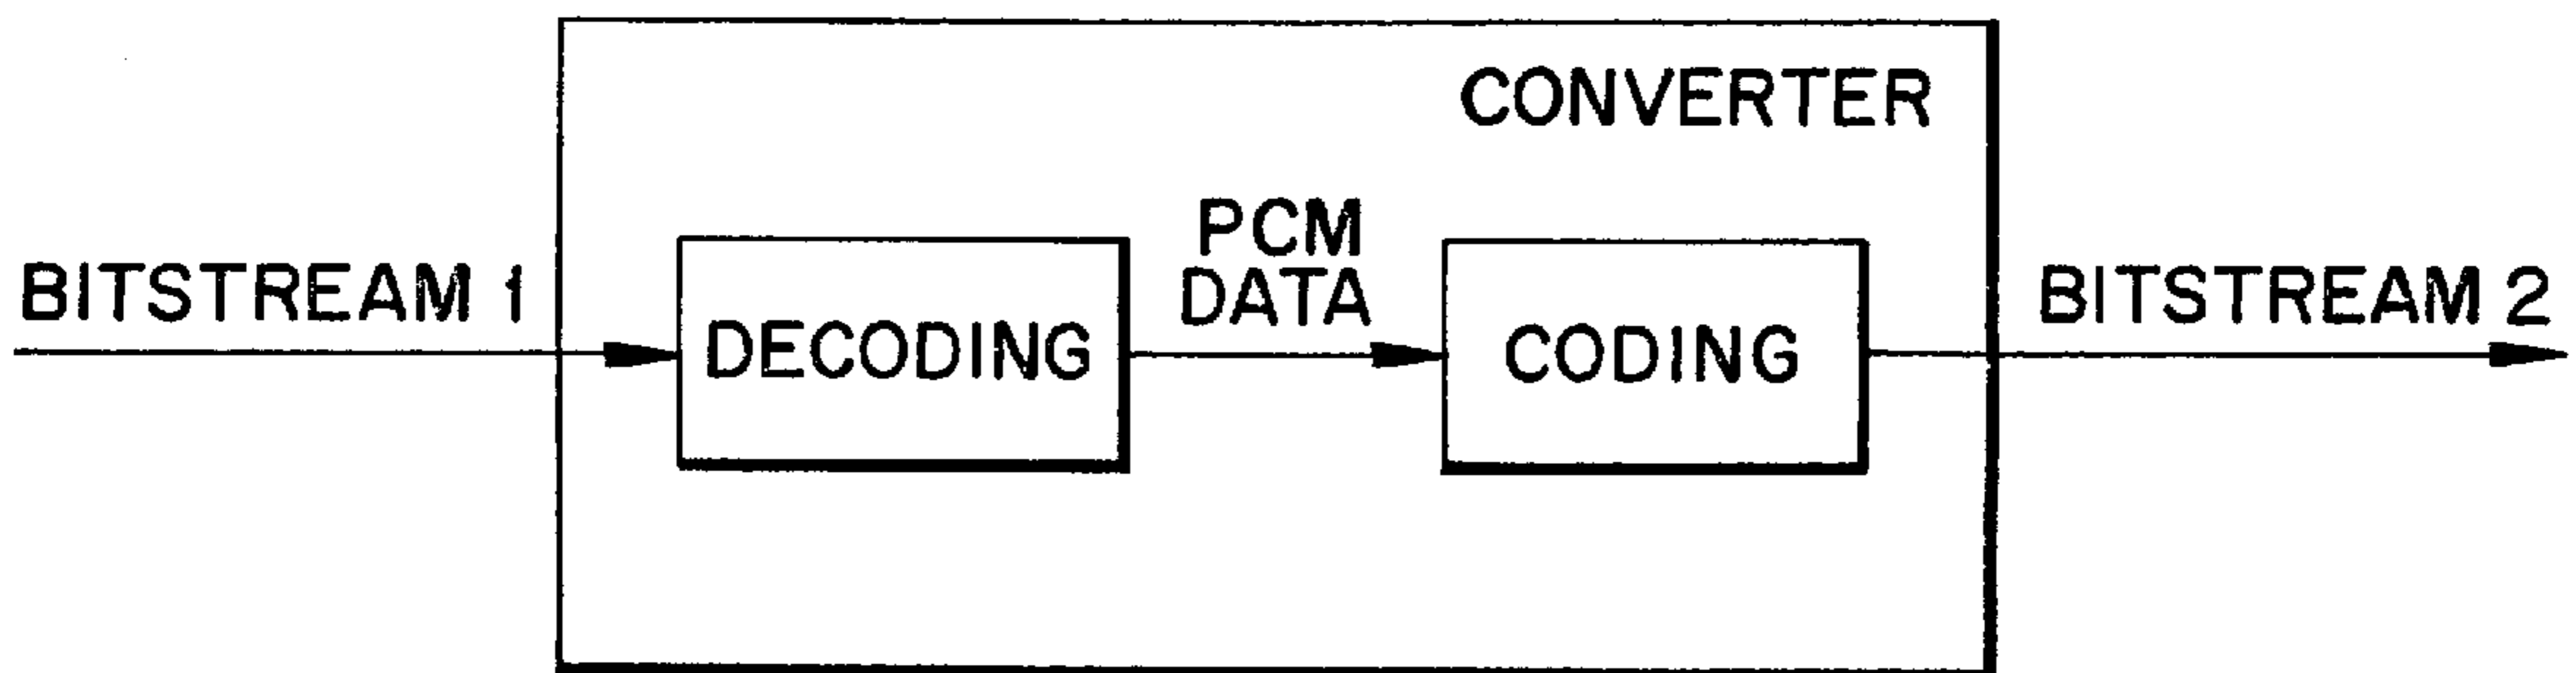 CONVERTER
BITSTREAM 1
DECODING
PCM
DATA
CODING
BITSTREAM 2